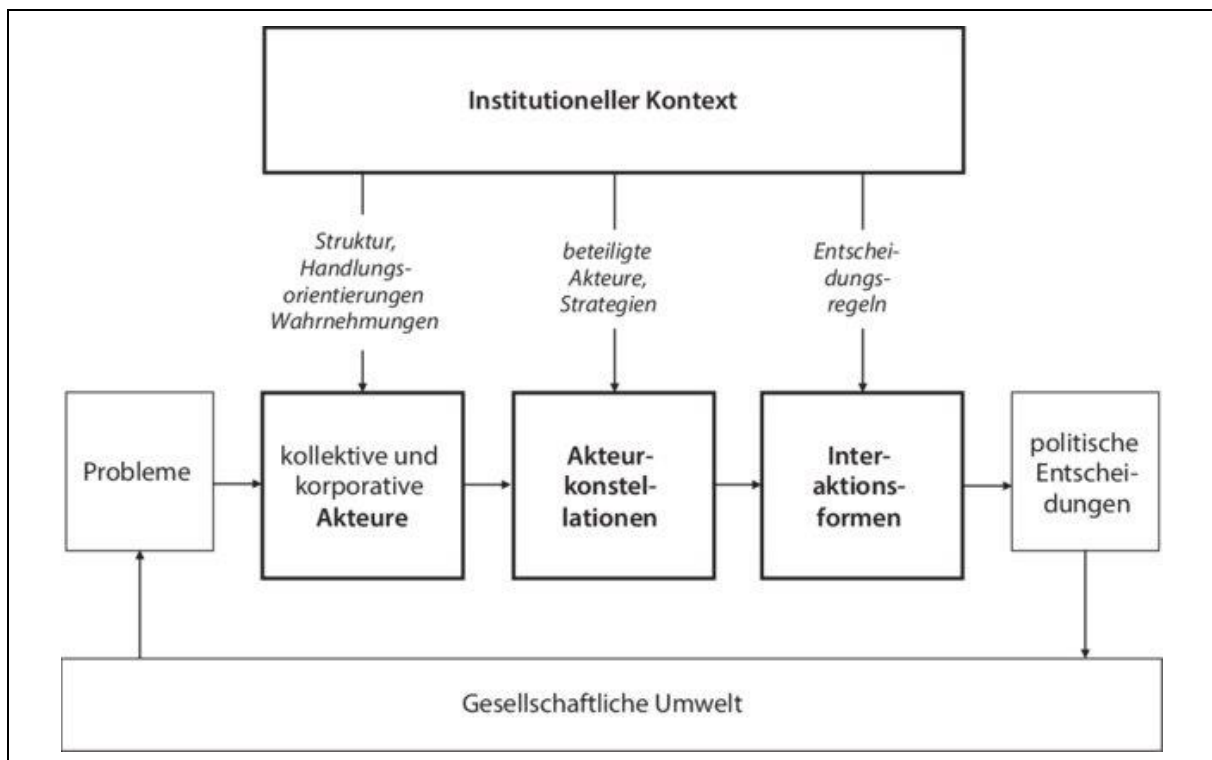 Institutioneller Kontext
Struktur,
Handlungs-
orientierungen
Wahrnehmungen
beteiligte
Akteure,
Strategien
Entschei-
dungs-
regeln
Probleme
kollektive und
korporative
Akteure
Akteur-
konstel-
lationen
Inter-
aktions-
formen
politische
Entschei-
dungen
Gesellschaftliche Umwelt